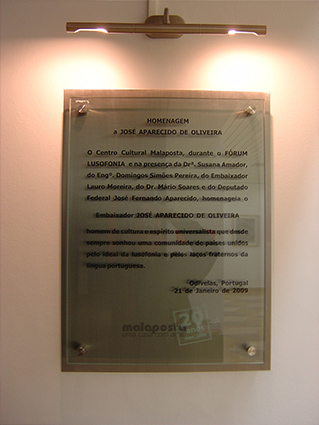 HOMENAGEM
a JOSÉ APARECIDO DE OLIVEIRA
O Centro Cultural Malaposta, durante o FÓRUM
LUSOFONIA e na presença da Drª. Susana Amador,
do Engº. Domingos Simões Pereira, do Embaixador
Lauro Moreira, do Dr. Mário Soares e do Deputado
Federal José Fernando Aparecido, homenageia o
Embaixador JOSÉ APARECIDO DE OLIVEIRA
homem de cultura e espírito universalista que desde
sempre sonhou uma comunidade de países unidos
pelo ideal da lusofonia e pelos laços fraternos da
língua portuguesa.
Odivelas, Portugal
21 de Janeiro de 2009
malaposta
20